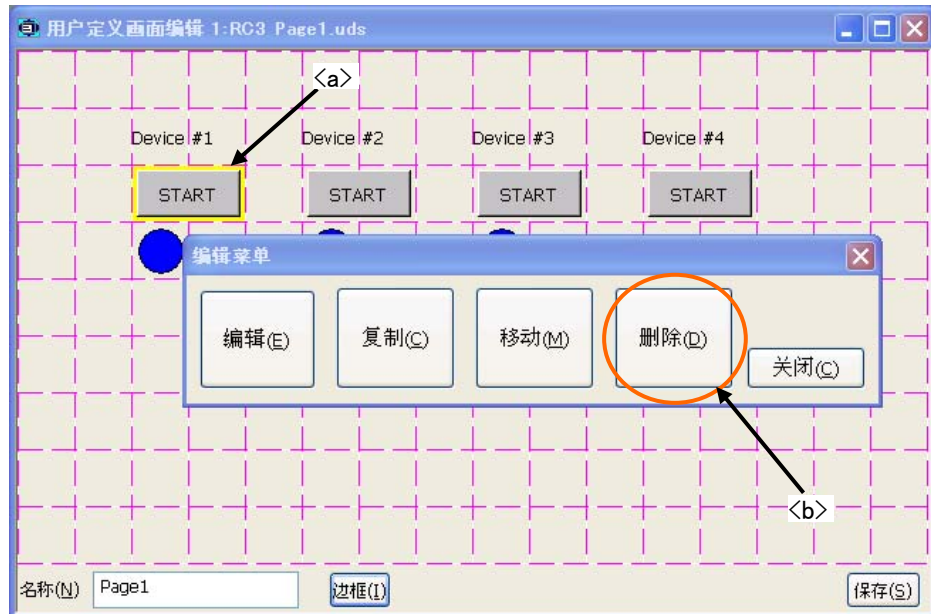 用户定义画面编辑 1:RC3 Page1.uds
<a>
Device #1 Device #2 Device #3 Device #4
START START START START
编辑菜单
编辑(E) 复制(C) 移动(M) 删除(D)
关闭(C)
<b>
名称(N) Page1 边框(I) 保存(S)